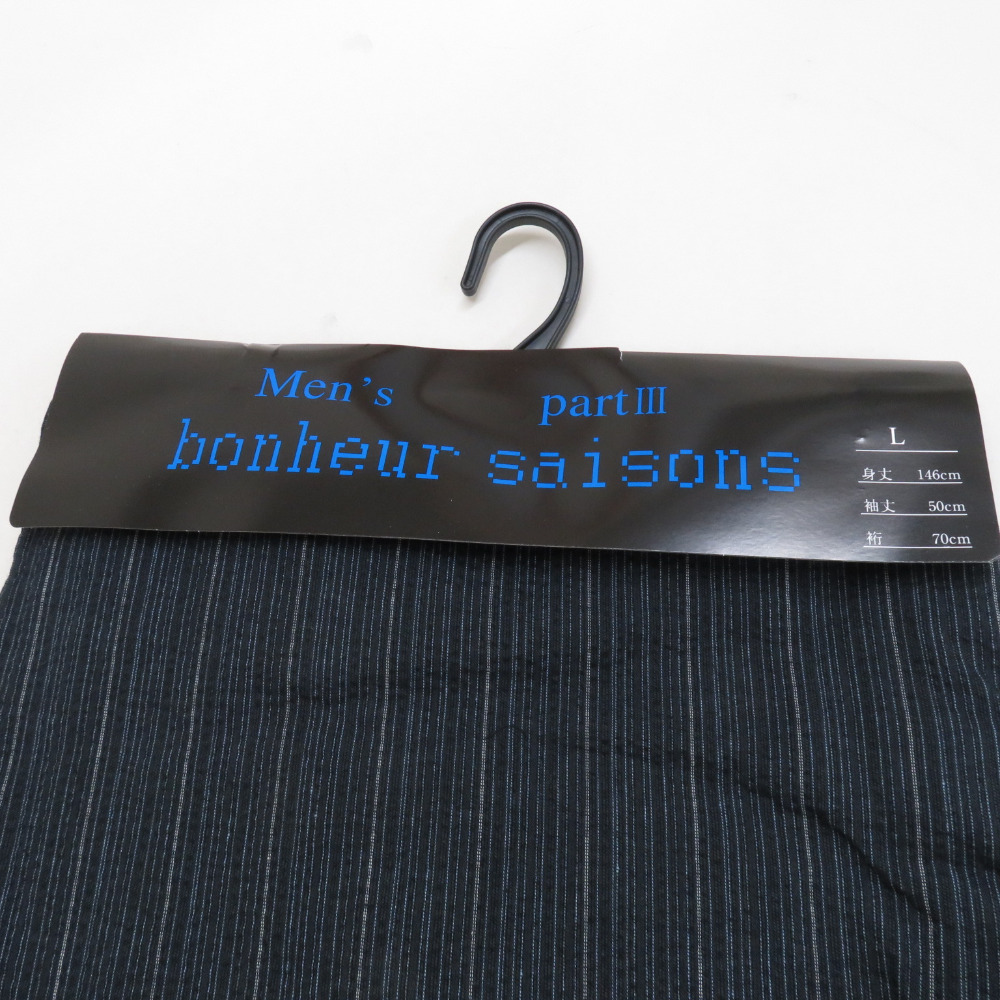 Men's partIII
bonheur saisons
L
身丈 146cm
袖丈 50cm
裄 70cm